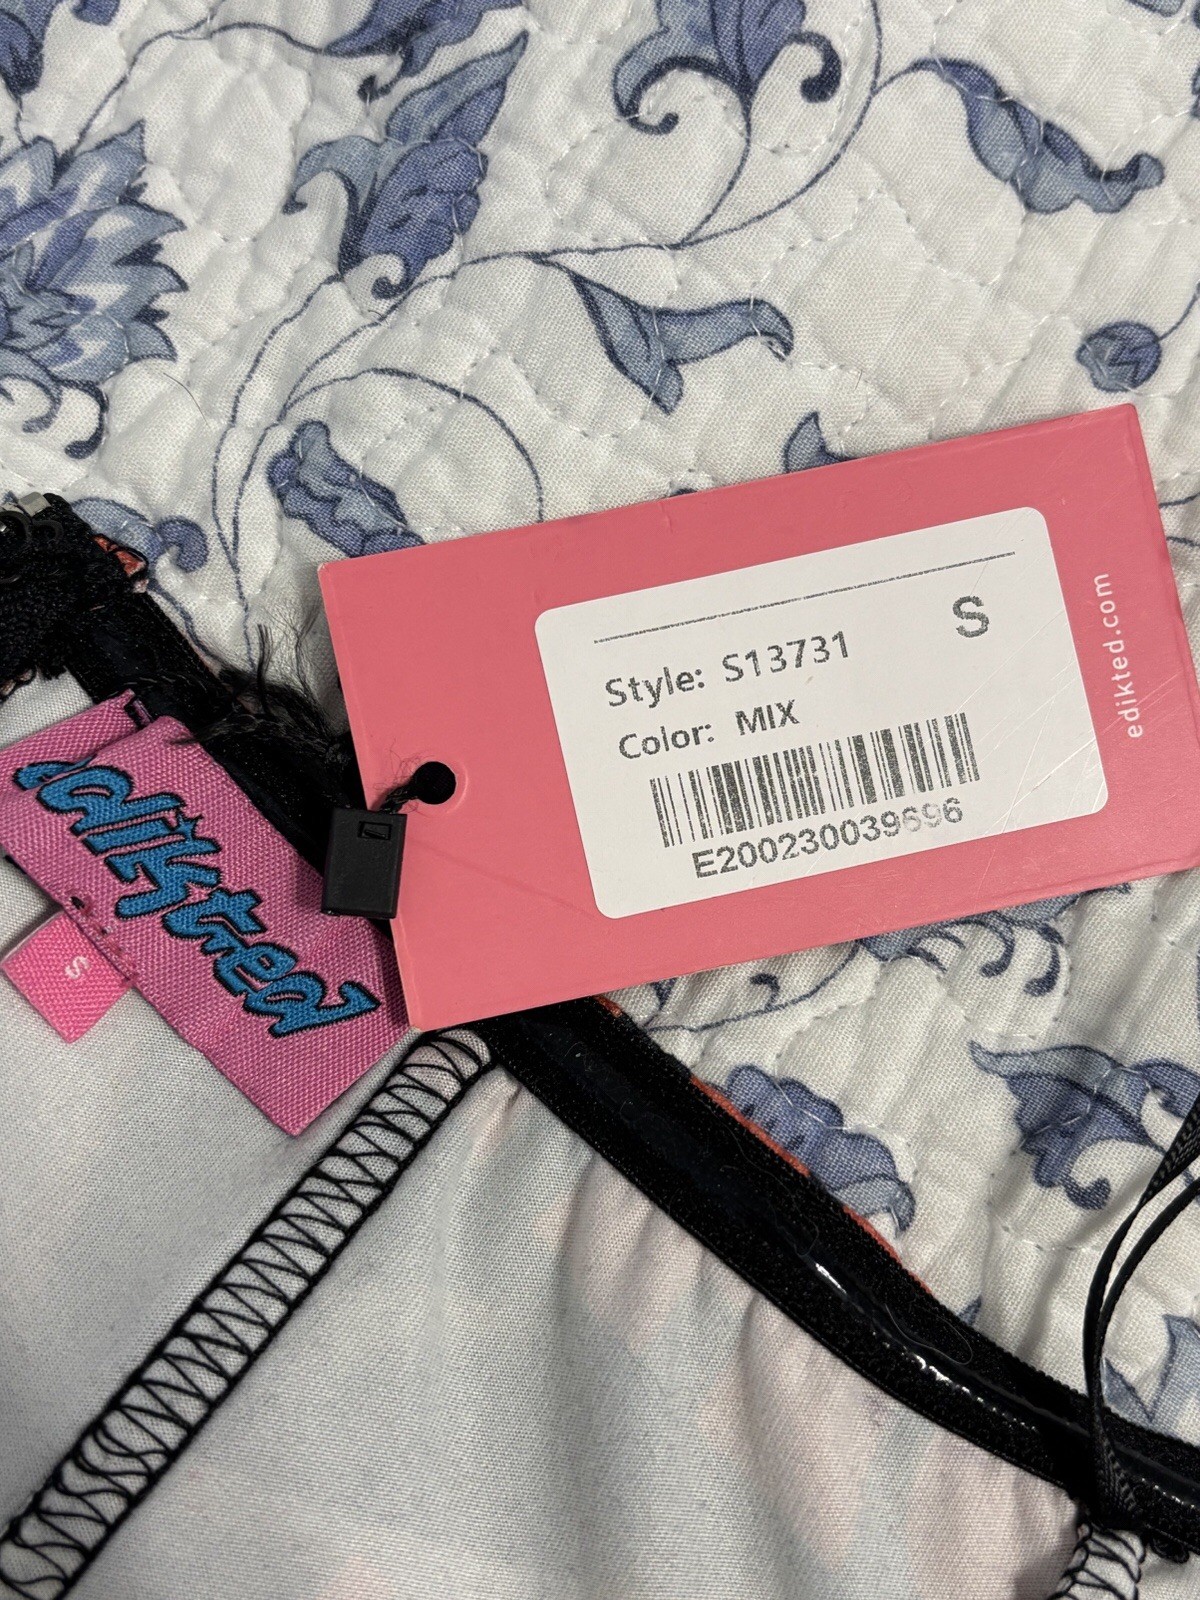 S
Style: S13731
Color: MIX
E200230039696
edikted.com
edikted
S